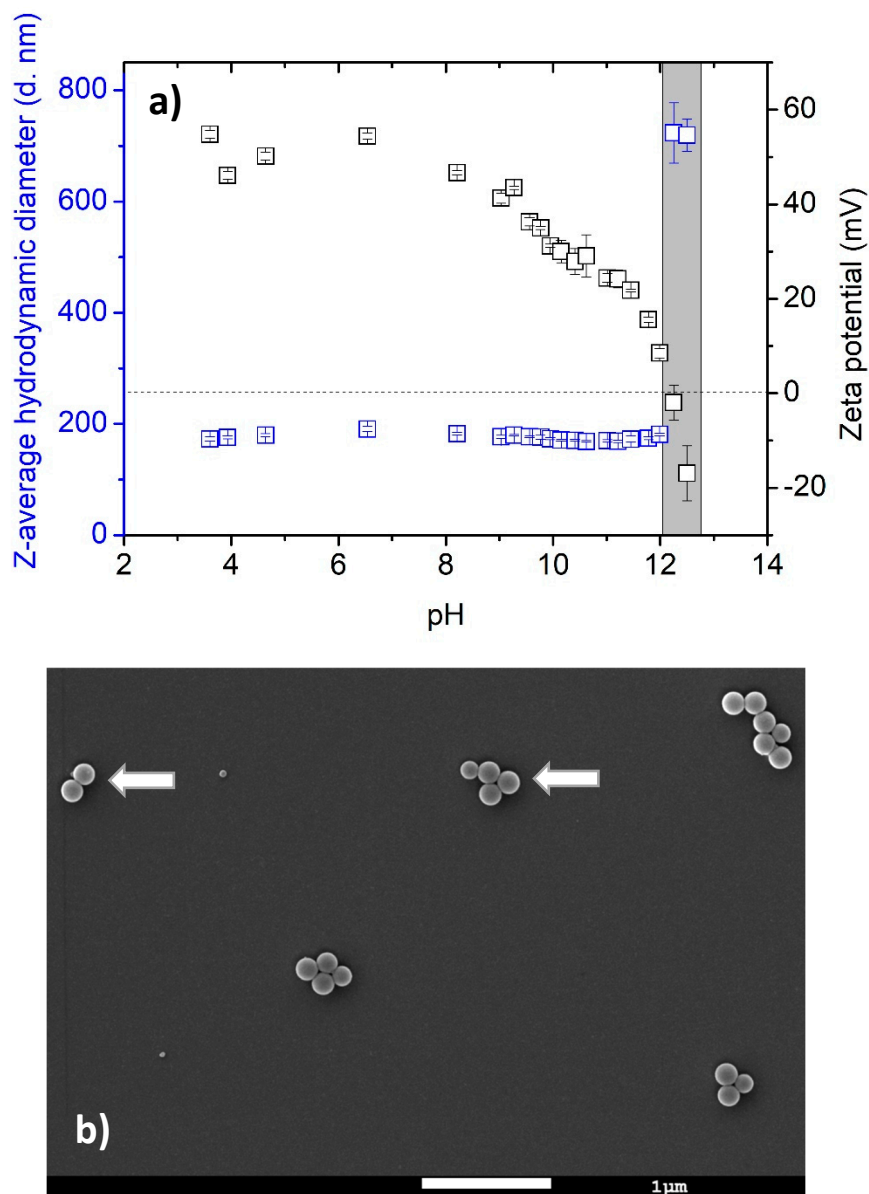 a)
Z-average hydrodynamic diameter (d. nm)
800
600
400
200
0
Zeta potential (mV)
60
40
20
0
-20
2 4 6 8 10 12 14
pH
b)
1μm